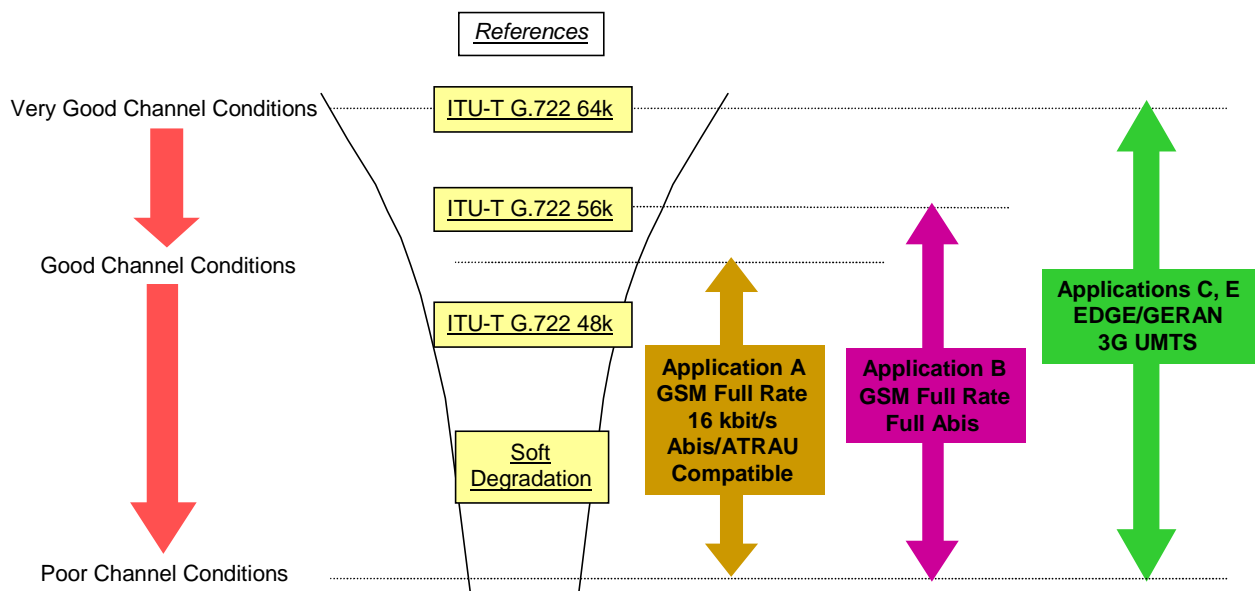 References
Very Good Channel Conditions
ITU-T G.722 64k
ITU-T G.722 56k
Good Channel Conditions
ITU-T G.722 48k
Soft
Degradation
Poor Channel Conditions
Application A
GSM Full Rate
16 kbit/s
Abis/ATRAU
Compatible
Application B
GSM Full Rate
Full Abis
Applications C, E
EDGE/GERAN
3G UMTS